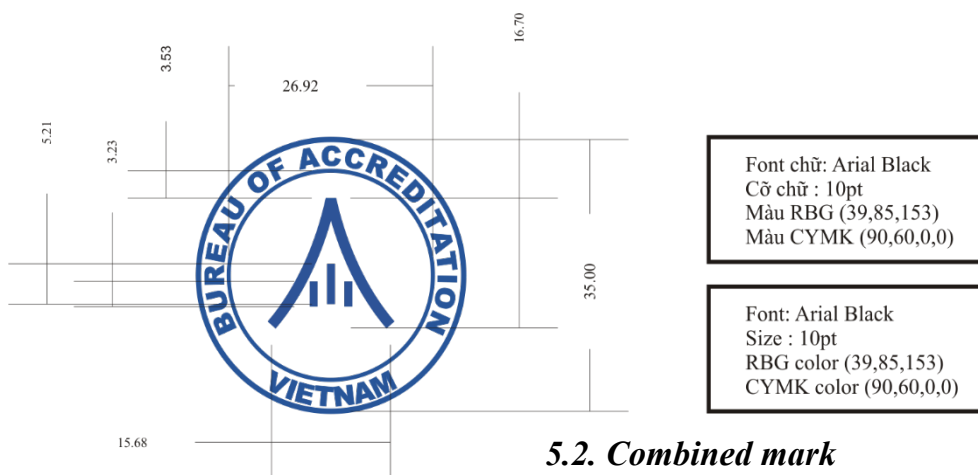 16.70
3.53
26.92
5.21
3.23
BUREAU OF ACCREDITATION
VIETNAM
35.00
15.68
Font chữ: Arial Black
Cỡ chữ : 10pt
Màu RBG (39,85,153)
Màu CYMK (90,60,0,0)
Font: Arial Black
Size : 10pt
RBG color (39,85,153)
CYMK color (90,60,0,0)
5.2. Combined mark